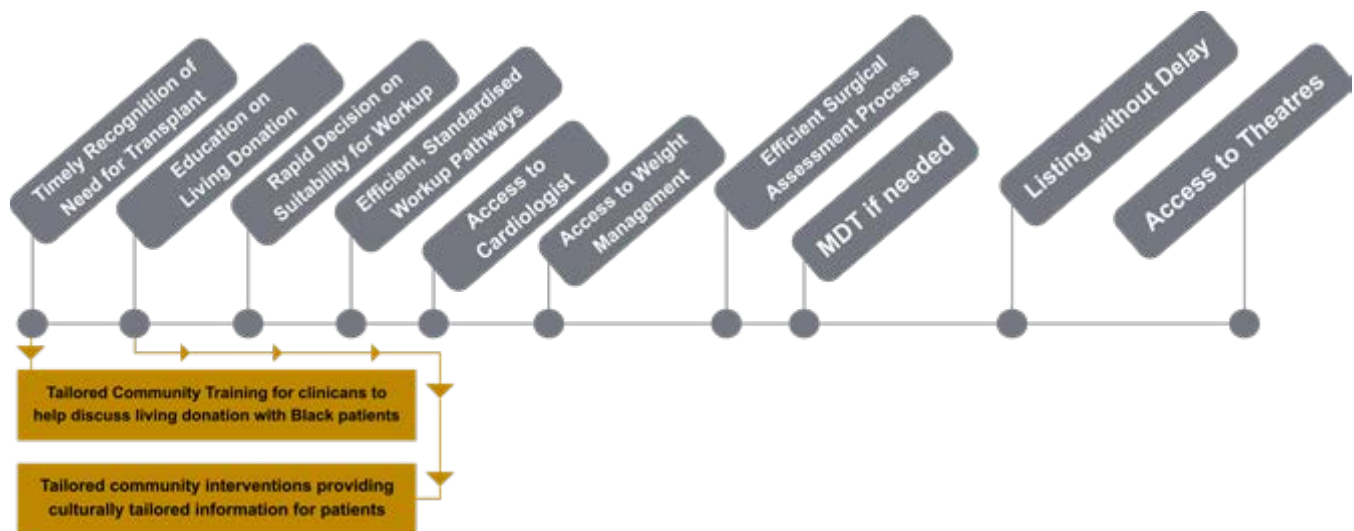 Timely Recognitiion of
Need for Transplant
Education on
Living Donation
Rapid Decision on
Suitability for Workup
Efficient, Standardised
Workup Pathways
Access to
Cardiologist
Access to Weight
Management
Efficient Surgical
Assessment Process
MDT if needed
Listing without Delay
Access to Theatres
Tailored Community Training for clinicians to
help discuss living donation with Black patients
Tailored community interventions providing
culturally tailored information for patients